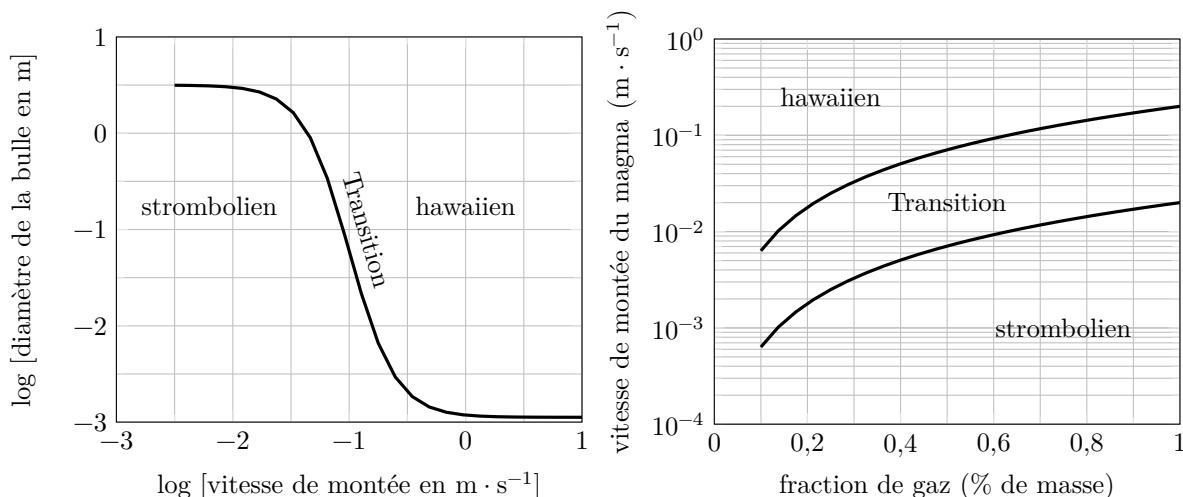 log [diamètre de la bulle en m]
1
0
−1
−2
−3
strombolien
Transition
hawaiien
−3
−2
−1
0
1
log [vitesse de montée en m · s⁻¹]
vitesse de montée du magma (m · s⁻¹)
10⁰
10⁻¹
10⁻²
10⁻³
10⁻⁴
hawaiien
Transition
strombolien
0
0,2
0,4
0,6
0,8
1
fraction de gaz (% de masse)